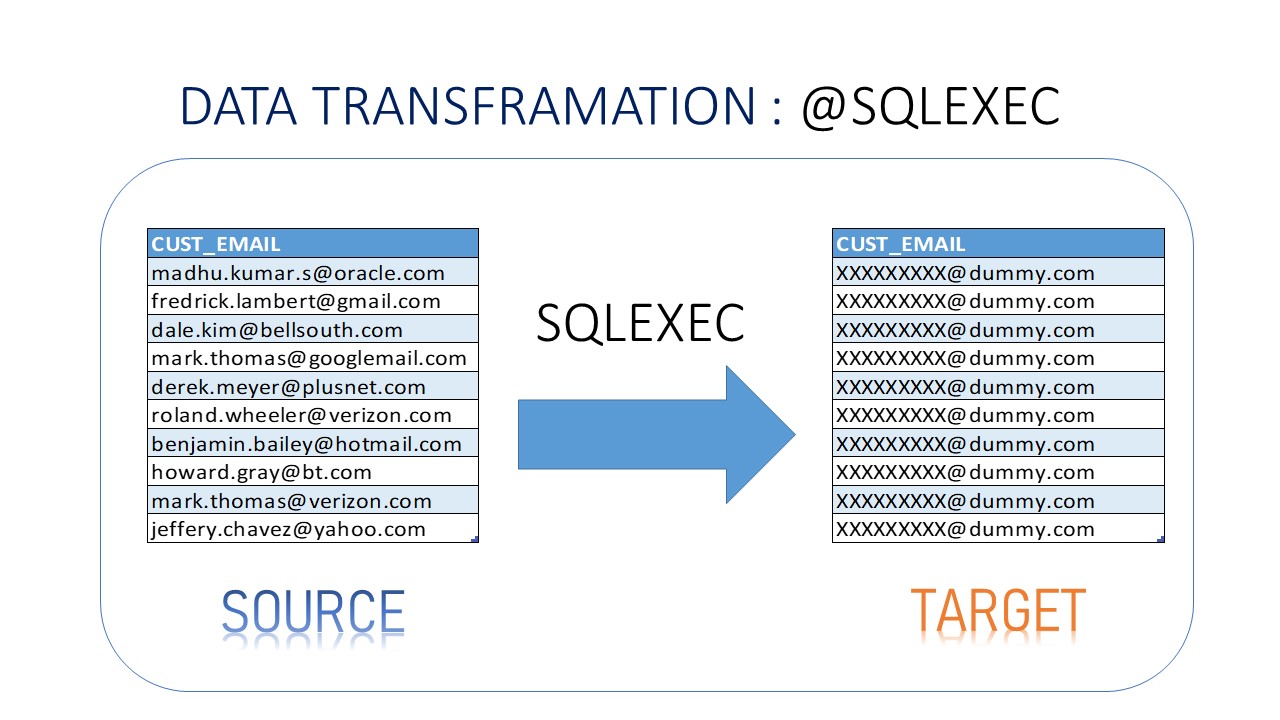 DATA TRANSFRAMATION : @SQLEXEC
CUST_EMAIL
madhu.kumar.s@oracle.com
fredrick.lambert@gmail.com
dale.kim@bellsouth.com
mark.thomas@googlemail.com
derek.meyer@plusnet.com
roland.wheeler@verizon.com
benjamin.bailey@hotmail.com
howard.gray@bt.com
mark.thomas@verizon.com
jeffery.chavez@yahoo.com
SOURCE
SQLEXEC
CUST_EMAIL
XXXXXXXXX@dummy.com
XXXXXXXXX@dummy.com
XXXXXXXXX@dummy.com
XXXXXXXXX@dummy.com
XXXXXXXXX@dummy.com
XXXXXXXXX@dummy.com
XXXXXXXXX@dummy.com
XXXXXXXXX@dummy.com
XXXXXXXXX@dummy.com
XXXXXXXXX@dummy.com
TARGET